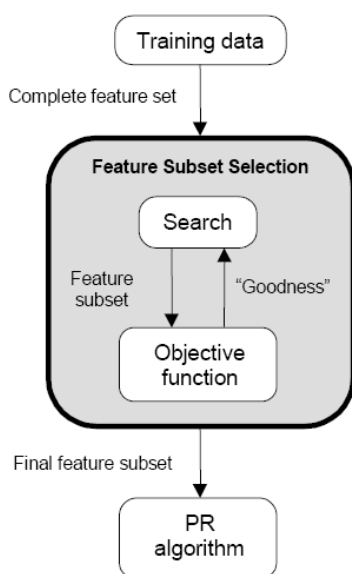 Training data
Complete feature set
Feature Subset Selection
Search
Feature
subset
“Goodness”
Objective
function
Final feature subset
PR
algorithm